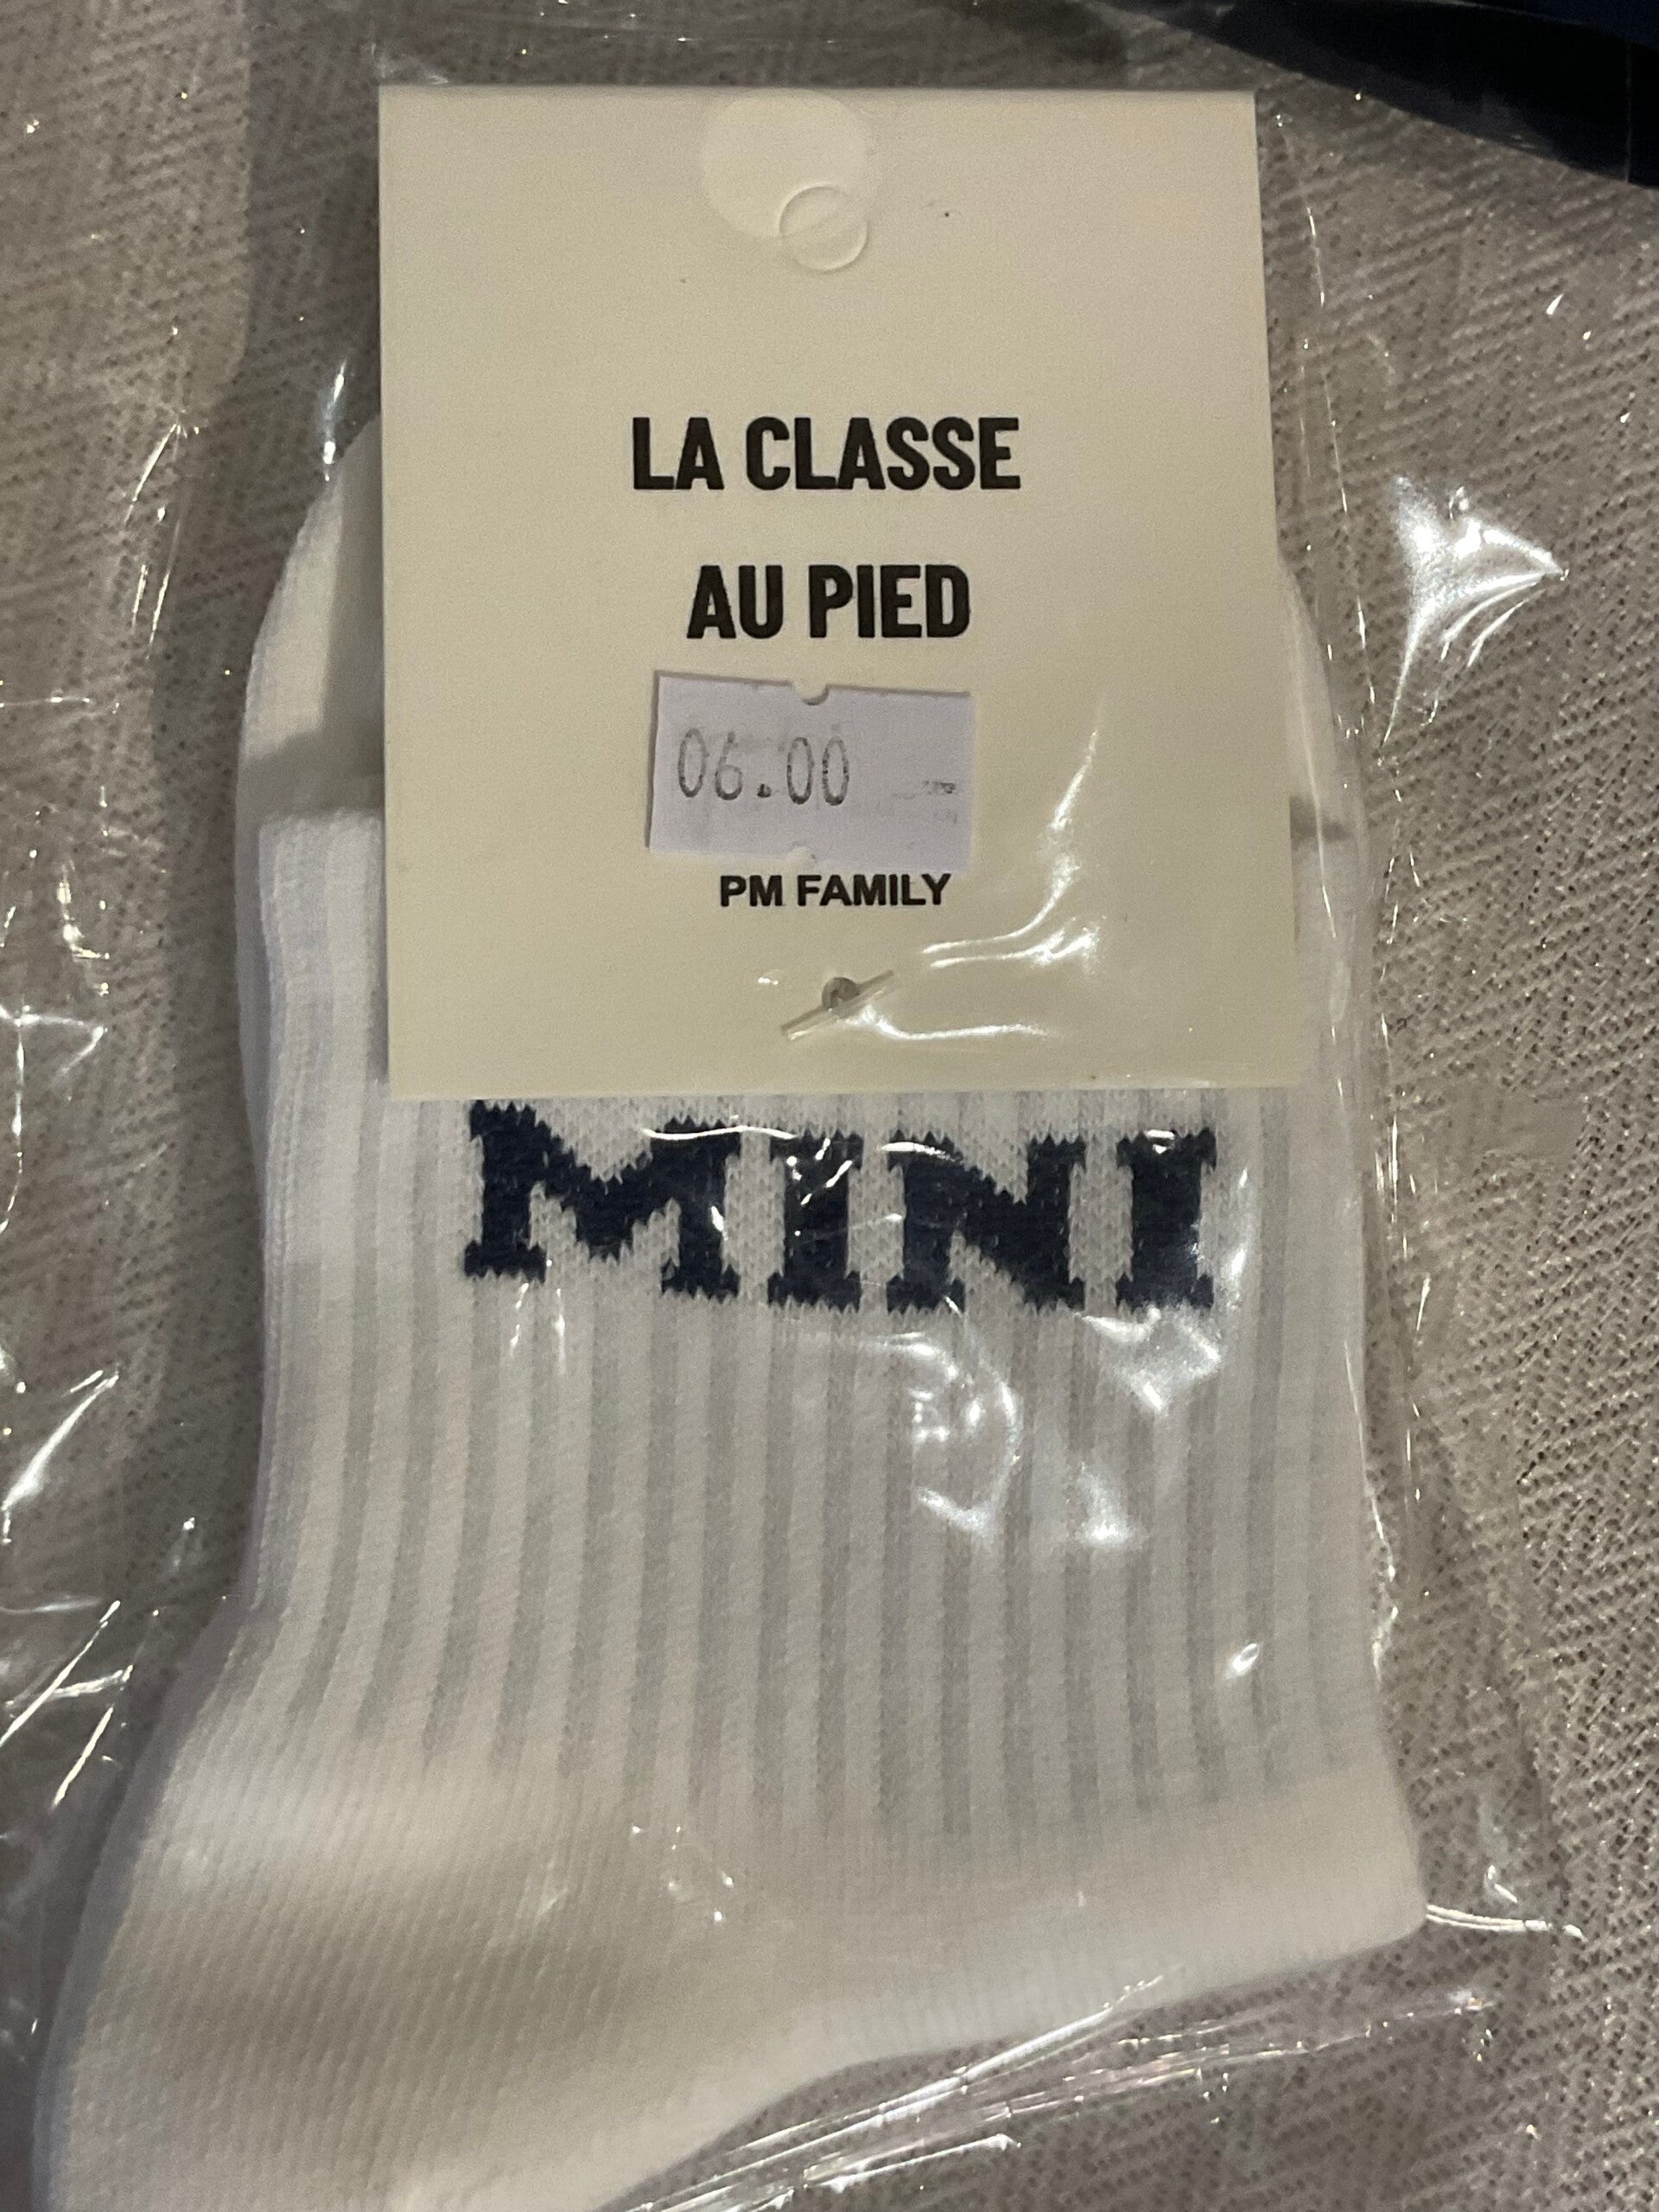 LA CLASSE
AU PIED
06.00
PM FAMILY
MINI